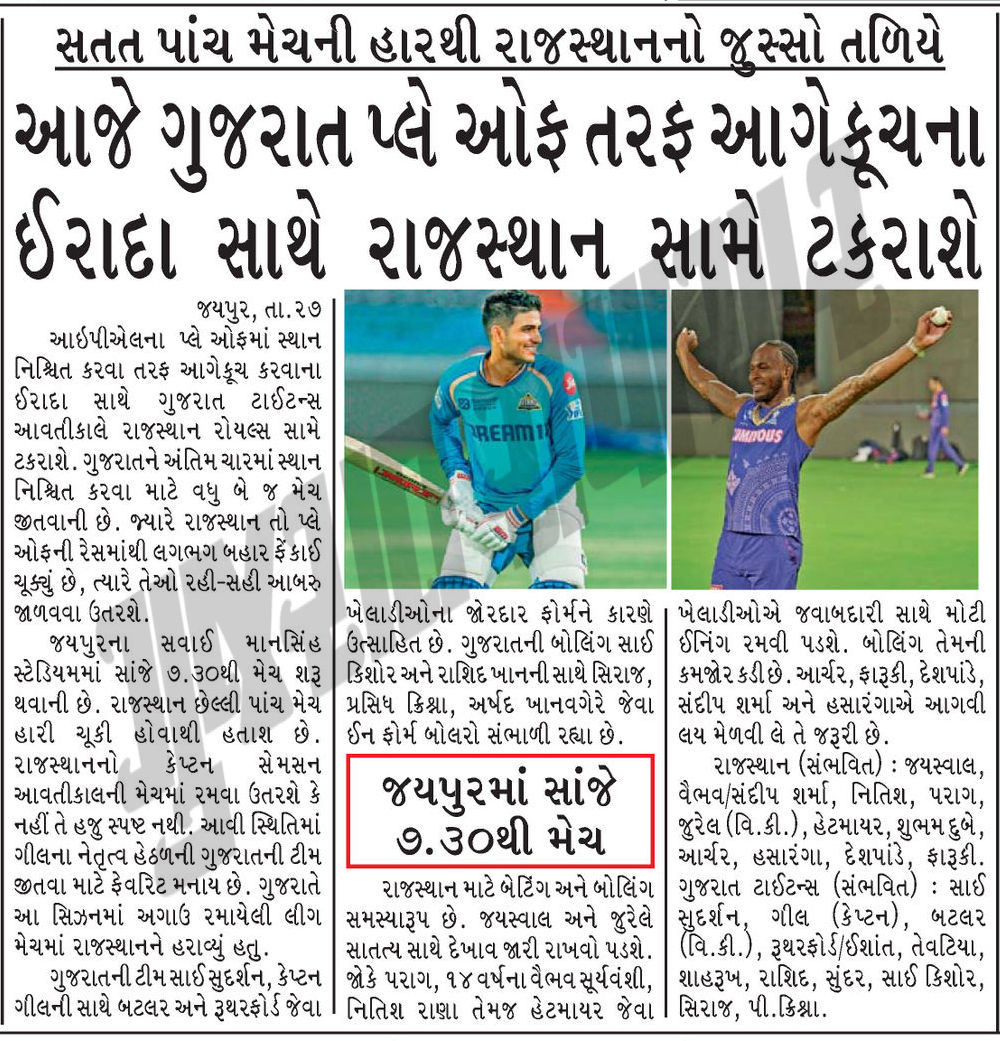 સતત પાંચ મેચની હારથી રાજસ્થાનનો જુસ્સો તળિયે
આજે ગુજરાત પ્લે ઓફ તરફ આગેકૂચના
ઈરાદા સાથે રાજસ્થાન સામે ટકરાશે
જયપુર, તા.૨૭
આઇપીએલના પ્લે ઓફમાં સ્થાન
નિશ્ચિત કરવા તરફ આગેકૂચ કરવાના
ઈરાદા સાથે ગુજરાત ટાઈટન્સ
આવતીકાલે રાજસ્થાન રોયલ્સ સામે
ટકરાશે. ગુજરાતને અંતિમ ચારમાં સ્થાન
નિશ્ચિત કરવા માટે વધુ બે જ મેચ
જીતવાની છે. જ્યારે રાજસ્થાન તો પ્લે
ઓફની રેસમાંથી લગભગ બહાર ફેંકાઈ
ચૂક્યું છે, ત્યારે તેઓ રહી-સહી આબરુ
જાળવવા ઉતરશે.
જયપુરના સવાઈ માનસિંહ
સ્ટેડિયમમાં સાંજે ૭.૩૦થી મેચ શરૂ
થવાની છે. રાજસ્થાન છેલ્લી પાંચ મેચ
હારી ચૂકી હોવાથી હતાશ છે.
રાજસ્થાનનો કેપ્ટન સેમસન
આવતીકાલની મેચમાં રમવા ઉતરશે કે
નહીં તે હજુ સ્પષ્ટ નથી. આવી સ્થિતિમાં
ગીલના નેતૃત્વ હેઠળની ગુજરાતની ટીમ
જીતવા માટે ફેવરિટ મનાય છે. ગુજરાતે
આ સિઝનમાં અગાઉ રમાયેલી લીગ
મેચમાં રાજસ્થાનને હરાવ્યું હતુ.
ગુજરાતની ટીમ સાઈ સુદર્શન, કેપ્ટન
ગીલની સાથે બટલર અને રૂથરફોર્ડ જેવા
DREAM 11
LUMINOUS
ખેલાડીઓના જોરદાર ફોર્મને કારણે
ઉત્સાહિત છે. ગુજરાતની બોલિંગ સાઈ
કિશોર અને રાશિદ ખાનની સાથે સિરાજ,
પ્રસિધ ક્રિશ્ના, અર્ષદ ખાનવગેરે જેવા
ઈન ફોર્મ બોલરો સંભાળી રહ્યા છે.
જયપુરમાં સાંજે
૭.૩૦થી મેચ
રાજસ્થાન માટે બેટિંગ અને બોલિંગ
સમસ્યારૂપ છે. જયસ્વાલ અને જુરેલે
સાતત્ય સાથે દેખાવ જારી રાખવો પડશે.
જોકે પરાગ, ૧૪ વર્ષના વૈભવ સૂર્યવંશી,
નિતિશ રાણા તેમજ હેટમાયર જેવા
ખેલાડીઓએ જવાબદારી સાથે મોટી
ઈનિંગ રમવી પડશે. બોલિંગ તેમની
કમજોર કડી છે. આર્ચર, ફારૂકી, દેશપાંડે,
સંદીપ શર્મા અને હસારંગાએ આગવી
લય મેળવી લે તે જરૂરી છે.
રાજસ્થાન (સંભવિત) : જયસ્વાલ,
વૈભવ/સંદીપ શર્મા, નિતિશ, પરાગ,
જુરેલ (વિ.કી.), હેટમાયર, શુભમ દુબે,
આર્ચર, હસારંગા, દેશપાંડે, ફારૂકી.
ગુજરાત ટાઈટન્સ (સંભવિત) : સાઈ
સુદર્શન, ગીલ (કેપ્ટન), બટલર
(વિ.કી.), રૂથરફોર્ડ/ઈશાંત, તેવટિયા,
શાહરૂખ, રાશિદ, સુંદર, સાઈ કિશોર,
સિરાજ, પી.ક્રિશ્ના.